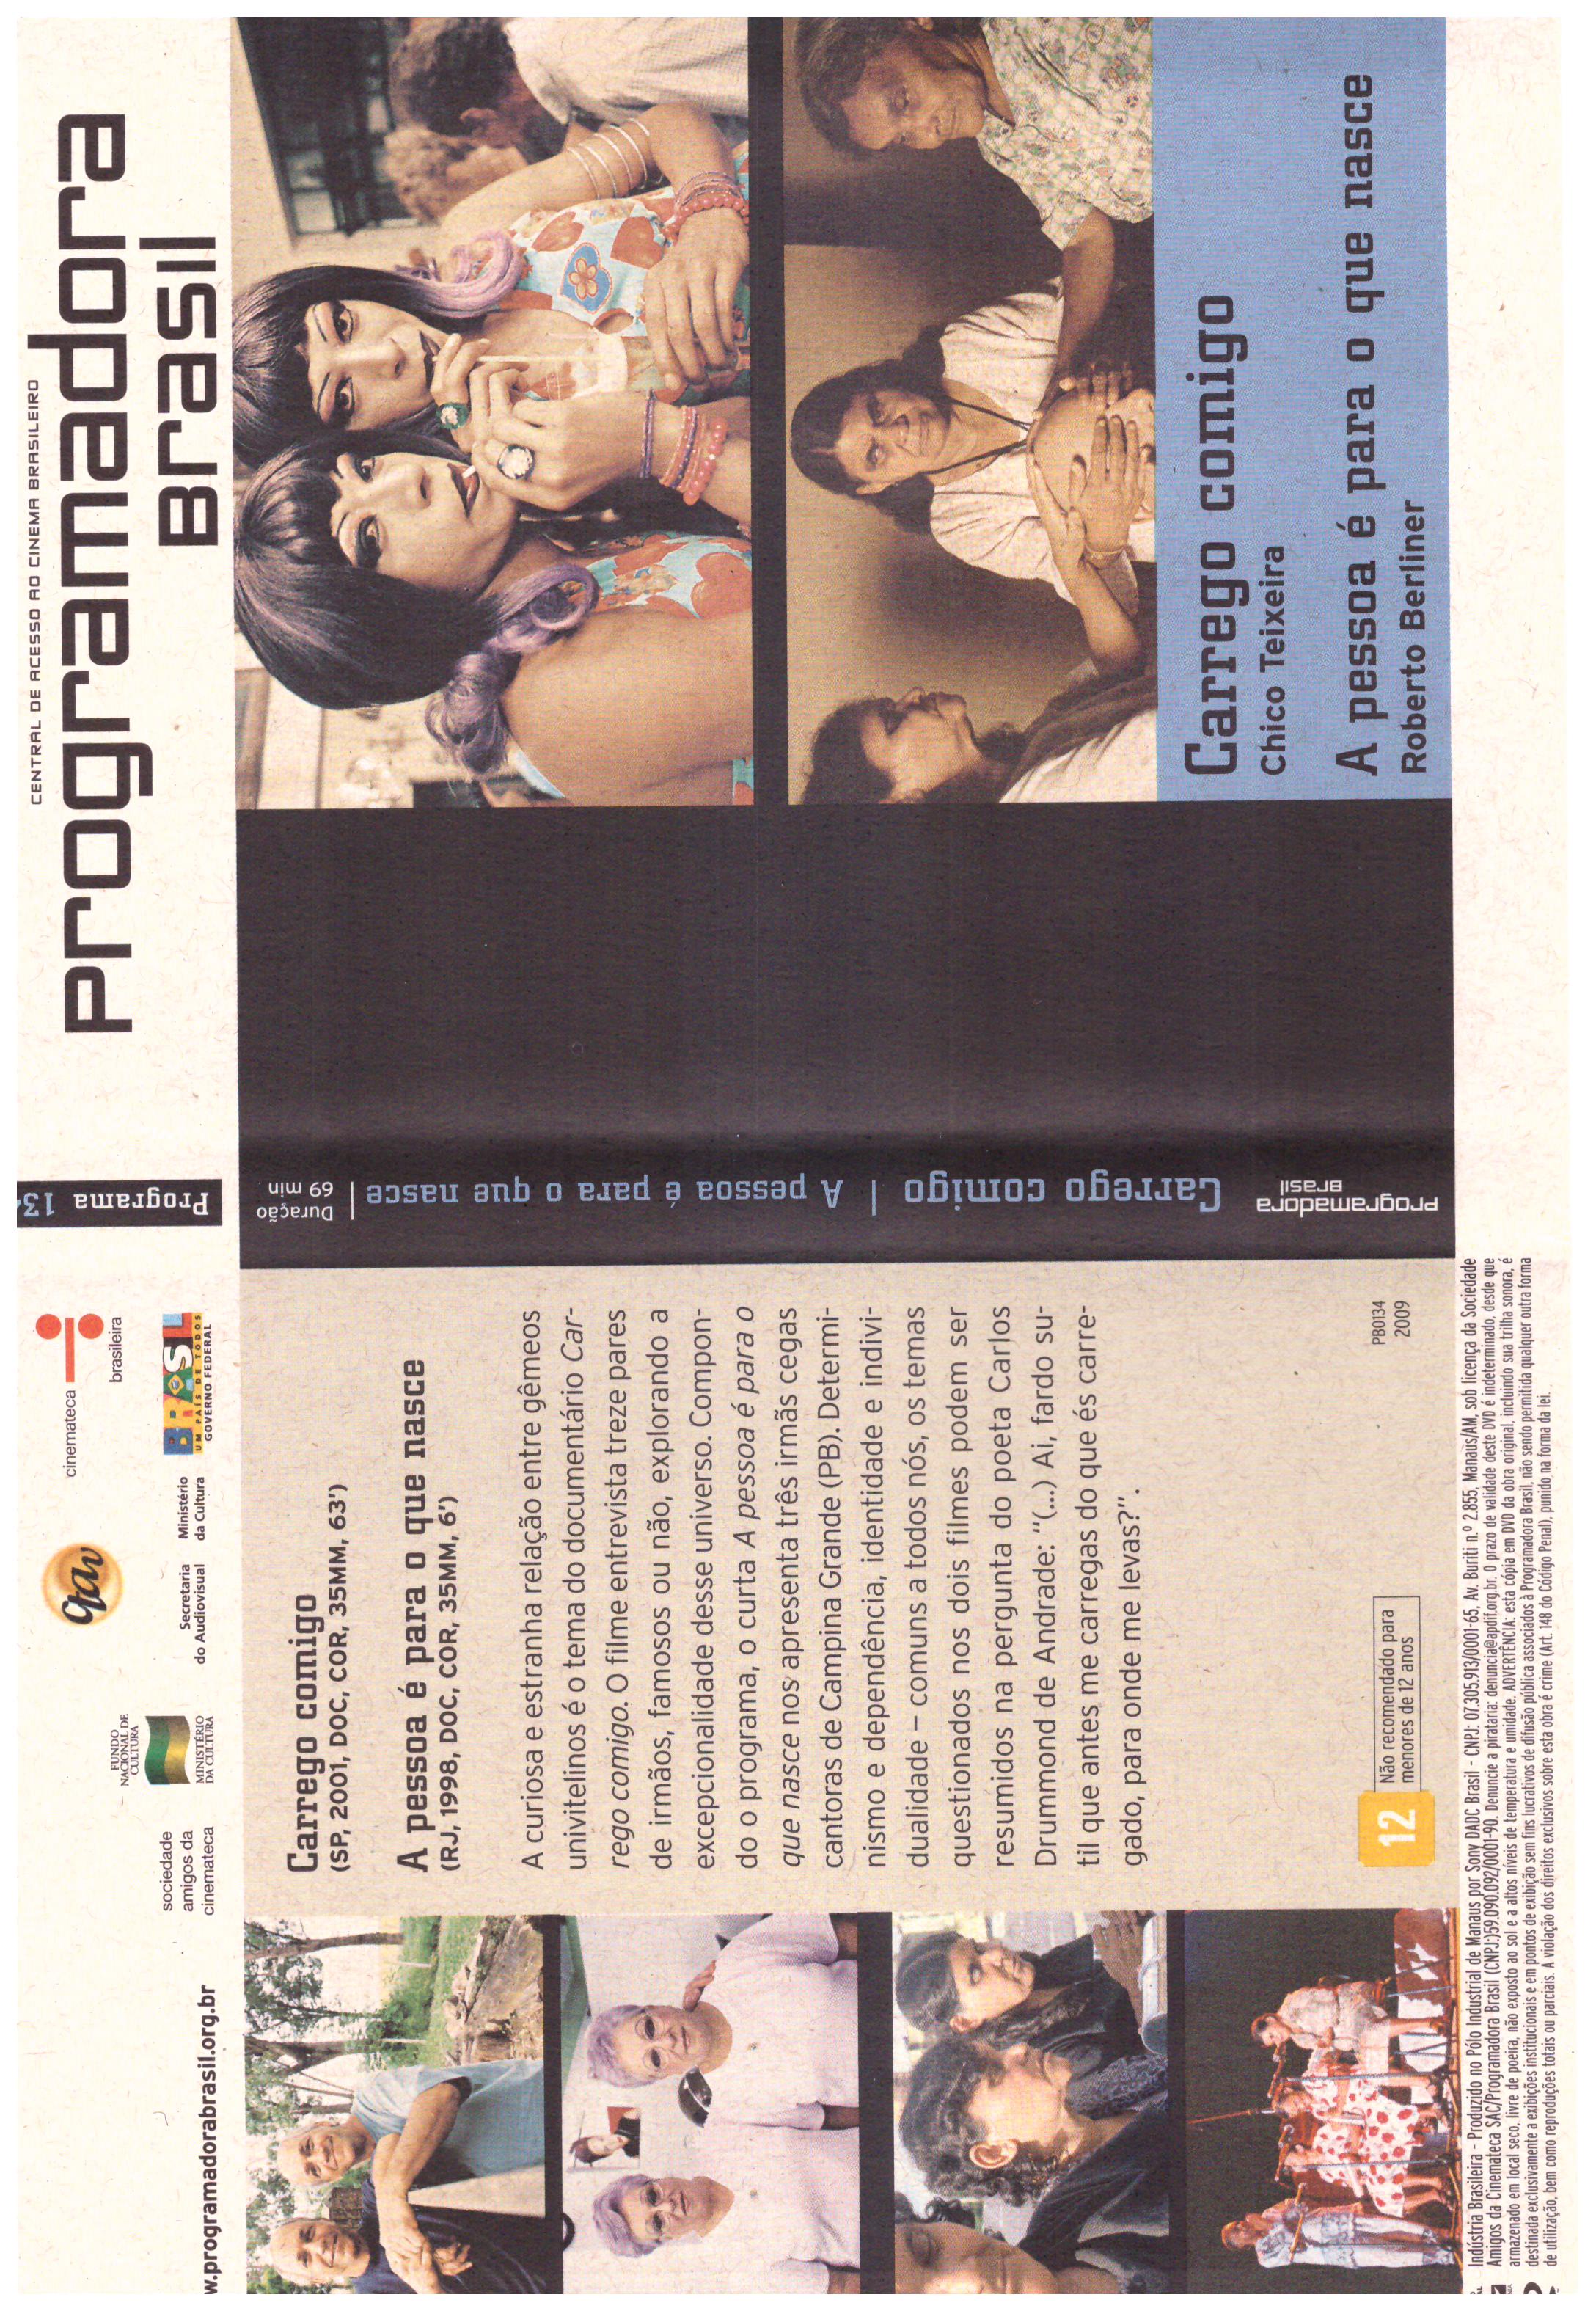 w.programadorabrasil.org.br
sociedade
amigos da
cinemateca
FUNDO
NACIONAL DE
CULTURA
MINISTÉRIO
DA CULTURA
ctav
Secretaria
do Audiovisual
Ministério
da Cultura
cinemateca
brasileira
BRASIL
UM PAÍS DE TODOS
GOVERNO FEDERAL
Carrego comigo
(SP, 2001, DOC, COR, 35MM, 63')
A pessoa é para o que nasce
(RJ, 1998, DOC, COR, 35MM, 6')
A curiosa e estranha relação entre gêmeos
univitelinos é o tema do documentário Car-
rego comigo. O filme entrevista treze pares
de irmãos, famosos ou não, explorando a
excepcionalidade desse universo. Compon-
do o programa, o curta A pessoa é para o
que nasce nos apresenta três irmãs cegas
cantoras de Campina Grande (PB). Determi-
nismo e dependência, identidade e indivi-
dualidade – comuns a todos nós, os temas
questionados nos dois filmes podem ser
resumidos na pergunta do poeta Carlos
Drummond de Andrade: “(...) Ai, fardo su-
til que antes me carregas do que és carre-
gado, para onde me levas?”.
12
Não recomendado para
menores de 12 anos
PB0134
2009
Indústria Brasileira - Produzido no Pólo Industrial de Manaus por Sony DADC Brasil - CNPJ: 07.305.913/0001-65, Av. Buriti n.º 2.855, Manaus/AM, sob licença da Sociedade
Amigos da Cinemateca SAC/Programadora Brasil (CNPJ:)59.090.092/0001-90. Denuncie a pirataria: denuncia@apdif.org.br. O prazo de validade deste DVD é indeterminado, desde que
armazenado em local seco, livre de poeira, não exposto ao sol e a altos níveis de temperatura e umidade. ADVERTÊNCIA: esta cópia em DVD da obra original, incluindo sua trilha sonora, é
destinada exclusivamente a exibições institucionais e em pontos de exibição sem fins lucrativos de difusão pública associados à Programadora Brasil, não sendo permitida qualquer outra forma
de utilização, bem como reproduções totais ou parciais. A violação dos direitos exclusivos sobre esta obra é crime (Art. 148 do Código Penal), punido na forma da lei.
Programa 13
Duração
69 min
Carrego comigo | A pessoa é para o que nasce
Programadora
Brasil
CENTRAL DE ACESSO AO CINEMA BRASILEIRO
Programadora
Brasil
Carrego comigo
Chico Teixeira
A pessoa é para o que nasce
Roberto Berliner